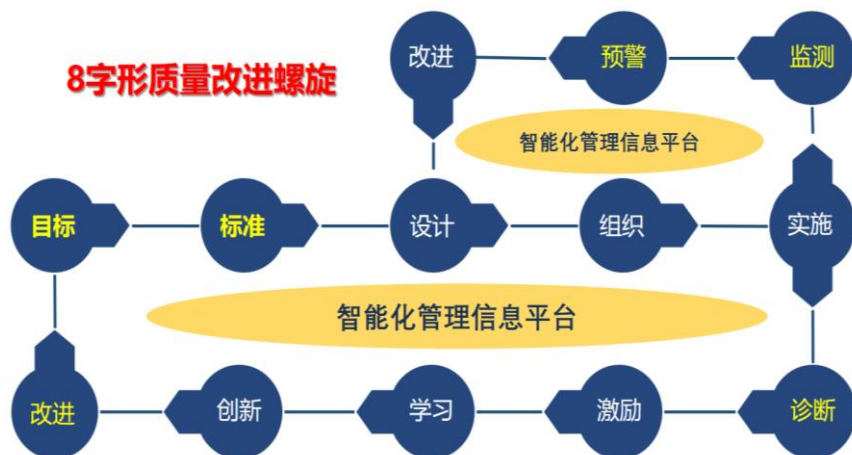 8字形质量改进螺旋
改进
预警
监测
智能化管理信息平台
目标
标准
设计
组织
实施
智能化管理信息平台
改进
创新
学习
激励
诊断